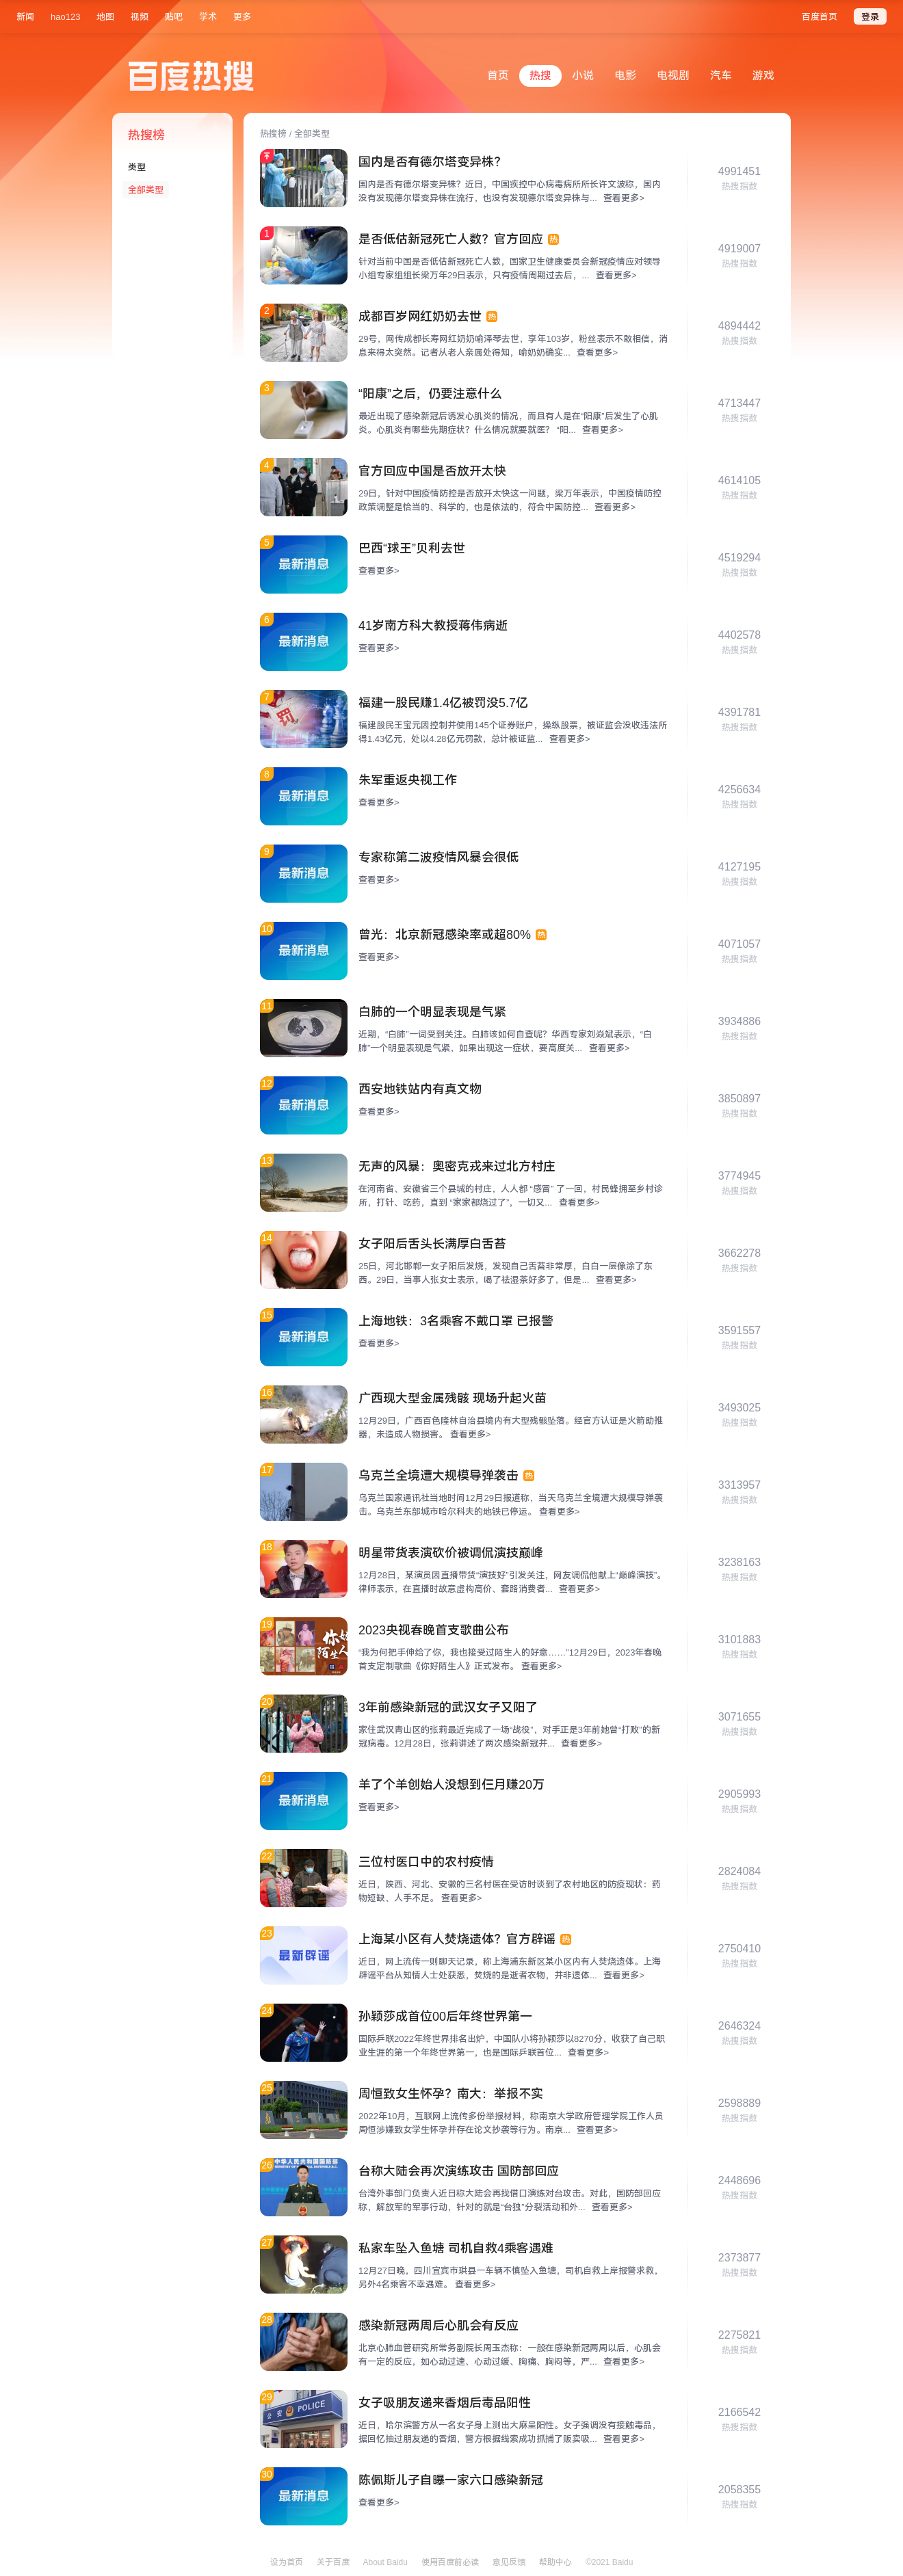 新闻 hao123 地图 视频 贴吧 学术 更多 百度首页 登录
百度热搜
首页 热搜 小说 电影 电视剧 汽车 游戏
热搜榜
类型
全部类型
热搜榜 / 全部类型
国内是否有德尔塔变异株？
国内是否有德尔塔变异株？近日，中国疾控中心病毒病所所长许文波称，国内
没有发现德尔塔变异株在流行，也没有发现德尔塔变异株与... 查看更多>
4991451
热搜指数
1
是否低估新冠死亡人数？官方回应 热
针对当前中国是否低估新冠死亡人数，国家卫生健康委员会新冠疫情应对领导
小组专家组组长梁万年29日表示，只有疫情周期过去后，... 查看更多>
4919007
热搜指数
2
成都百岁网红奶奶去世 热
29号，网传成都长寿网红奶奶喻泽琴去世，享年103岁，粉丝表示不敢相信，消
息来得太突然。记者从老人亲属处得知，喻奶奶确实... 查看更多>
4894442
热搜指数
3
“阳康”之后，仍要注意什么
最近出现了感染新冠后诱发心肌炎的情况，而且有人是在“阳康”后发生了心肌
炎。心肌炎有哪些先期症状？什么情况就要就医？ “阳... 查看更多>
4713447
热搜指数
4
官方回应中国是否放开太快
29日，针对中国疫情防控是否放开太快这一问题，梁万年表示，中国疫情防控
政策调整是恰当的、科学的，也是依法的，符合中国防控... 查看更多>
4614105
热搜指数
5
最新消息
巴西“球王”贝利去世
查看更多>
4519294
热搜指数
6
最新消息
41岁南方科大教授蒋伟病逝
查看更多>
4402578
热搜指数
7
罚
福建一股民赚1.4亿被罚没5.7亿
福建股民王宝元因控制并使用145个证券账户，操纵股票，被证监会没收违法所
得1.43亿元，处以4.28亿元罚款，总计被证监... 查看更多>
4391781
热搜指数
8
最新消息
朱军重返央视工作
查看更多>
4256634
热搜指数
9
最新消息
专家称第二波疫情风暴会很低
查看更多>
4127195
热搜指数
10
最新消息
曾光：北京新冠感染率或超80% 热
查看更多>
4071057
热搜指数
11
白肺的一个明显表现是气紧
近期，“白肺”一词受到关注。白肺该如何自查呢？华西专家刘焱斌表示，“白
肺”一个明显表现是气紧，如果出现这一症状，要高度关... 查看更多>
3934886
热搜指数
12
最新消息
西安地铁站内有真文物
查看更多>
3850897
热搜指数
13
无声的风暴：奥密克戎来过北方村庄
在河南省、安徽省三个县城的村庄，人人都 “感冒” 了一回，村民蜂拥至乡村诊
所，打针、吃药，直到 “家家都烧过了”，一切又... 查看更多>
3774945
热搜指数
14
女子阳后舌头长满厚白舌苔
25日，河北邯郸一女子阳后发烧，发现自己舌苔非常厚，白白一层像涂了东
西。29日，当事人张女士表示，喝了祛湿茶好多了，但是... 查看更多>
3662278
热搜指数
15
最新消息
上海地铁：3名乘客不戴口罩 已报警
查看更多>
3591557
热搜指数
16
广西现大型金属残骸 现场升起火苗
12月29日，广西百色隆林自治县境内有大型残骸坠落。经官方认证是火箭助推
器，未造成人物损害。 查看更多>
3493025
热搜指数
17
乌克兰全境遭大规模导弹袭击 热
乌克兰国家通讯社当地时间12月29日报道称，当天乌克兰全境遭大规模导弹袭
击。乌克兰东部城市哈尔科夫的地铁已停运。 查看更多>
3313957
热搜指数
18
明星带货表演砍价被调侃演技巅峰
12月28日，某演员因直播带货“演技好”引发关注，网友调侃他献上“巅峰演技”。
律师表示，在直播时故意虚构高价、套路消费者... 查看更多>
3238163
热搜指数
19
你好
陌生人
2023央视春晚首支歌曲公布
“我为何把手伸给了你，我也接受过陌生人的好意……”12月29日，2023年春晚
首支定制歌曲《你好陌生人》正式发布。 查看更多>
3101883
热搜指数
20
3年前感染新冠的武汉女子又阳了
家住武汉青山区的张莉最近完成了一场“战役”，对手正是3年前她曾“打败”的新
冠病毒。12月28日，张莉讲述了两次感染新冠并... 查看更多>
3071655
热搜指数
21
最新消息
羊了个羊创始人没想到仨月赚20万
查看更多>
2905993
热搜指数
22
三位村医口中的农村疫情
近日，陕西、河北、安徽的三名村医在受访时谈到了农村地区的防疫现状：药
物短缺、人手不足。 查看更多>
2824084
热搜指数
23
最新辟谣
上海某小区有人焚烧遗体？官方辟谣 热
近日，网上流传一则聊天记录，称上海浦东新区某小区内有人焚烧遗体。上海
辟谣平台从知情人士处获悉，焚烧的是逝者衣物，并非遗体... 查看更多>
2750410
热搜指数
24
孙颖莎成首位00后年终世界第一
国际乒联2022年终世界排名出炉，中国队小将孙颖莎以8270分，收获了自己职
业生涯的第一个年终世界第一，也是国际乒联首位... 查看更多>
2646324
热搜指数
25
周恒致女生怀孕？南大：举报不实
2022年10月，互联网上流传多份举报材料，称南京大学政府管理学院工作人员
周恒涉嫌致女学生怀孕并存在论文抄袭等行为。南京... 查看更多>
2598889
热搜指数
26
中华人民共和国国防部
台称大陆会再次演练攻击 国防部回应
台湾外事部门负责人近日称大陆会再找借口演练对台攻击。对此，国防部回应
称，解放军的军事行动，针对的就是“台独”分裂活动和外... 查看更多>
2448696
热搜指数
27
私家车坠入鱼塘 司机自救4乘客遇难
12月27日晚，四川宜宾市珙县一车辆不慎坠入鱼塘，司机自救上岸报警求救，
另外4名乘客不幸遇难。 查看更多>
2373877
热搜指数
28
感染新冠两周后心肌会有反应
北京心肺血管研究所常务副院长周玉杰称：一般在感染新冠两周以后，心肌会
有一定的反应，如心动过速、心动过缓、胸痛、胸闷等，严... 查看更多>
2275821
热搜指数
29
公安 POLICE
女子吸朋友递来香烟后毒品阳性
近日，哈尔滨警方从一名女子身上测出大麻呈阳性。女子强调没有接触毒品，
据回忆抽过朋友递的香烟，警方根据线索成功抓捕了贩卖吸... 查看更多>
2166542
热搜指数
30
最新消息
陈佩斯儿子自曝一家六口感染新冠
查看更多>
2058355
热搜指数
设为首页 关于百度 About Baidu 使用百度前必读 意见反馈 帮助中心 ©2021 Baidu